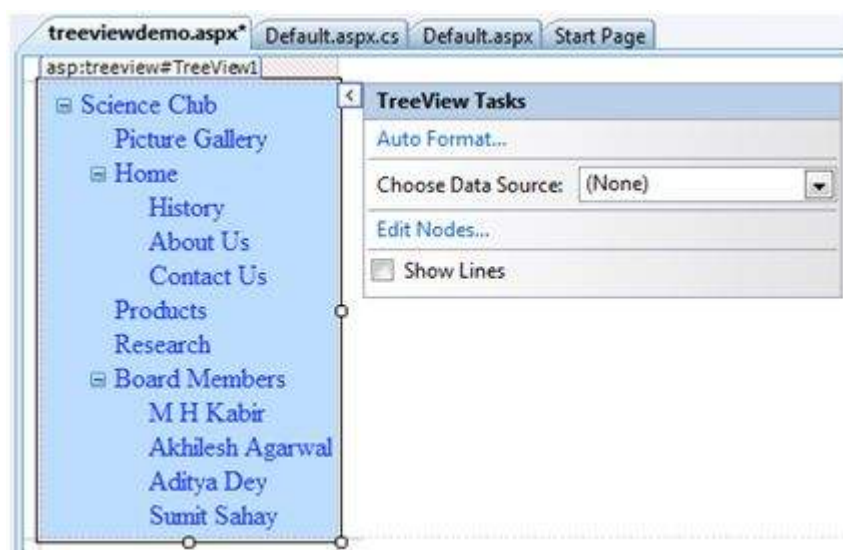 treeviewdemo.aspx* Default.aspx.cs Default.aspx Start Page
asp:treeview#TreeView1
Science Club
Picture Gallery
Home
History
About Us
Contact Us
Products
Research
Board Members
M H Kabir
Akhilesh Agarwal
Aditya Dey
Sumit Sahay
TreeView Tasks
Auto Format...
Choose Data Source: (None)
Edit Nodes...
Show Lines